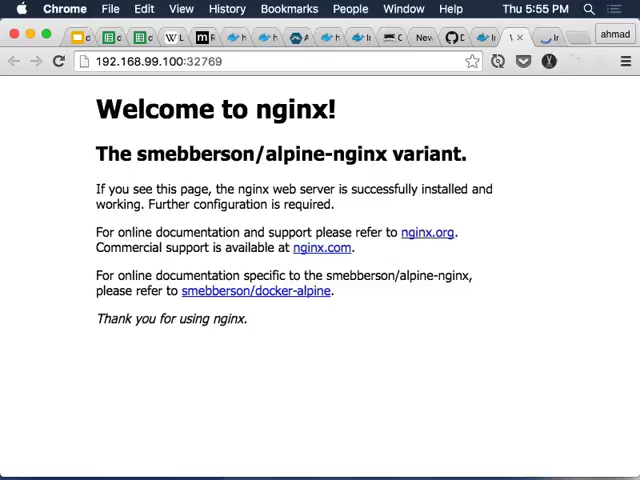 Chrome File Edit View History Bookmarks People Window Help Thu 5:55 PM
ahmad
192.168.99.100:32769
Welcome to nginx!
The smebberson/alpine-nginx variant.
If you see this page, the nginx web server is successfully installed and
working. Further configuration is required.
For online documentation and support please refer to nginx.org.
Commercial support is available at nginx.com.
For online documentation specific to the smebberson/alpine-nginx,
please refer to smebberson/docker-alpine.
Thank you for using nginx.